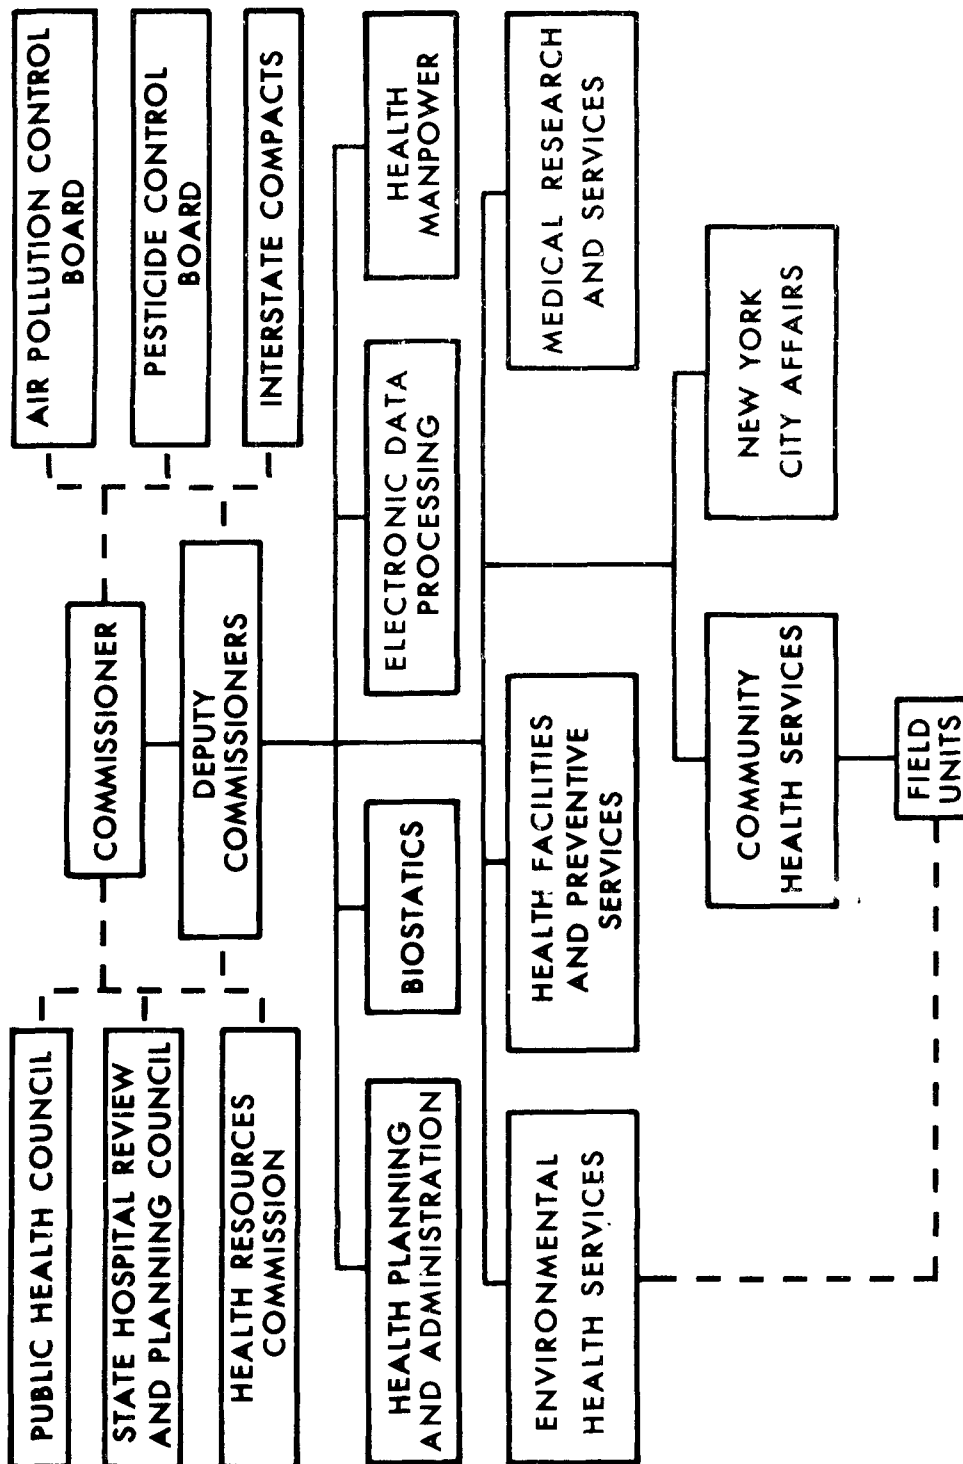 PUBLIC HEALTH COUNCIL
STATE HOSPITAL REVIEW
AND PLANNING COUNCIL
HEALTH RESOURCES
COMMISSION
COMMISSIONER
DEPUTY
COMMISSIONERS
AIR POLLUTION CONTROL
BOARD
PESTICIDE CONTROL
BOARD
INTERSTATE COMPACTS
HEALTH PLANNING
AND ADMINISTRATION
BIOSTATICS
ELECTRONIC DATA
PROCESSING
HEALTH
MANPOWER
ENVIRONMENTAL
HEALTH SERVICES
HEALTH FACILITIES
AND PREVENTIVE
SERVICES
MEDICAL RESEARCH
AND SERVICES
COMMUNITY
HEALTH SERVICES
NEW YORK
CITY AFFAIRS
FIELD
UNITS